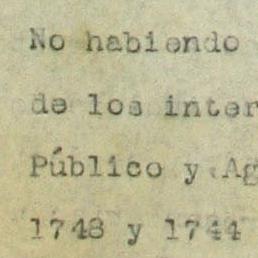 No habiendo
de los inter
Público y Ag
1748 y 1744